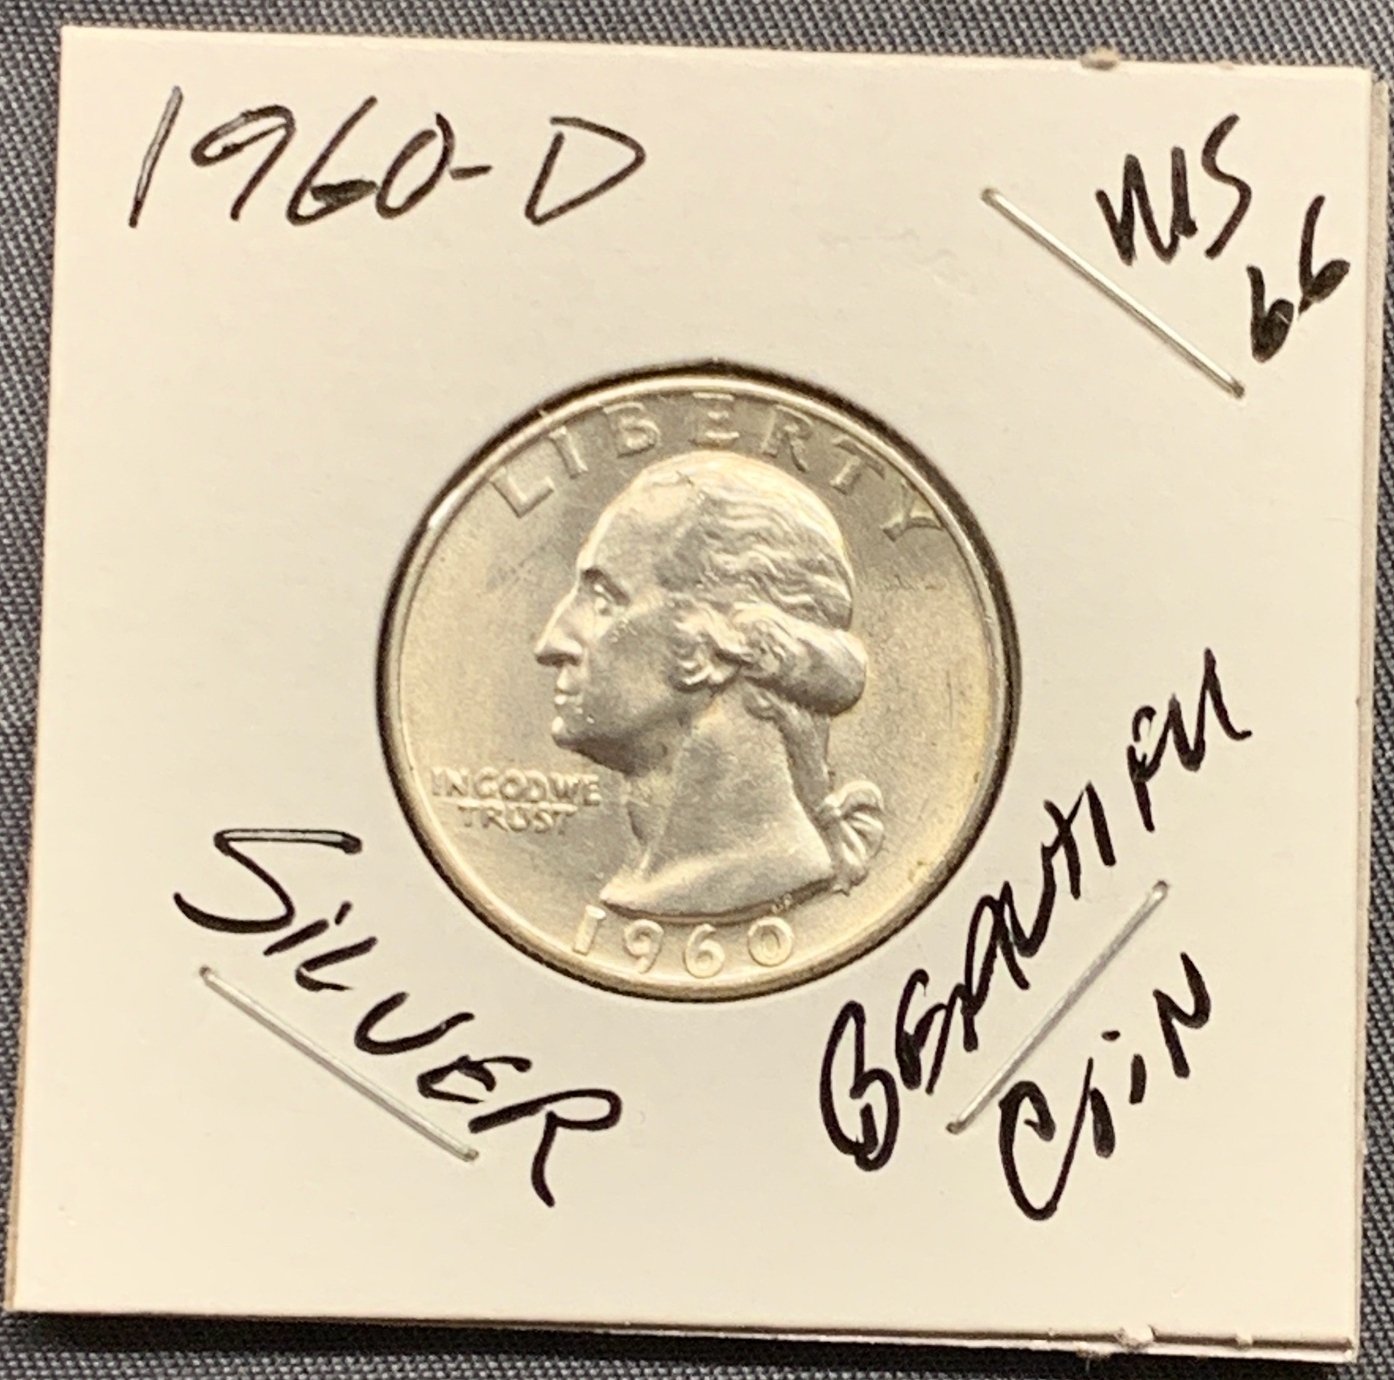 1960-D
MS
66
LIBERTY
IN GOD WE
TRUST
1960
SILVER
BEAUTIFUL
COIN